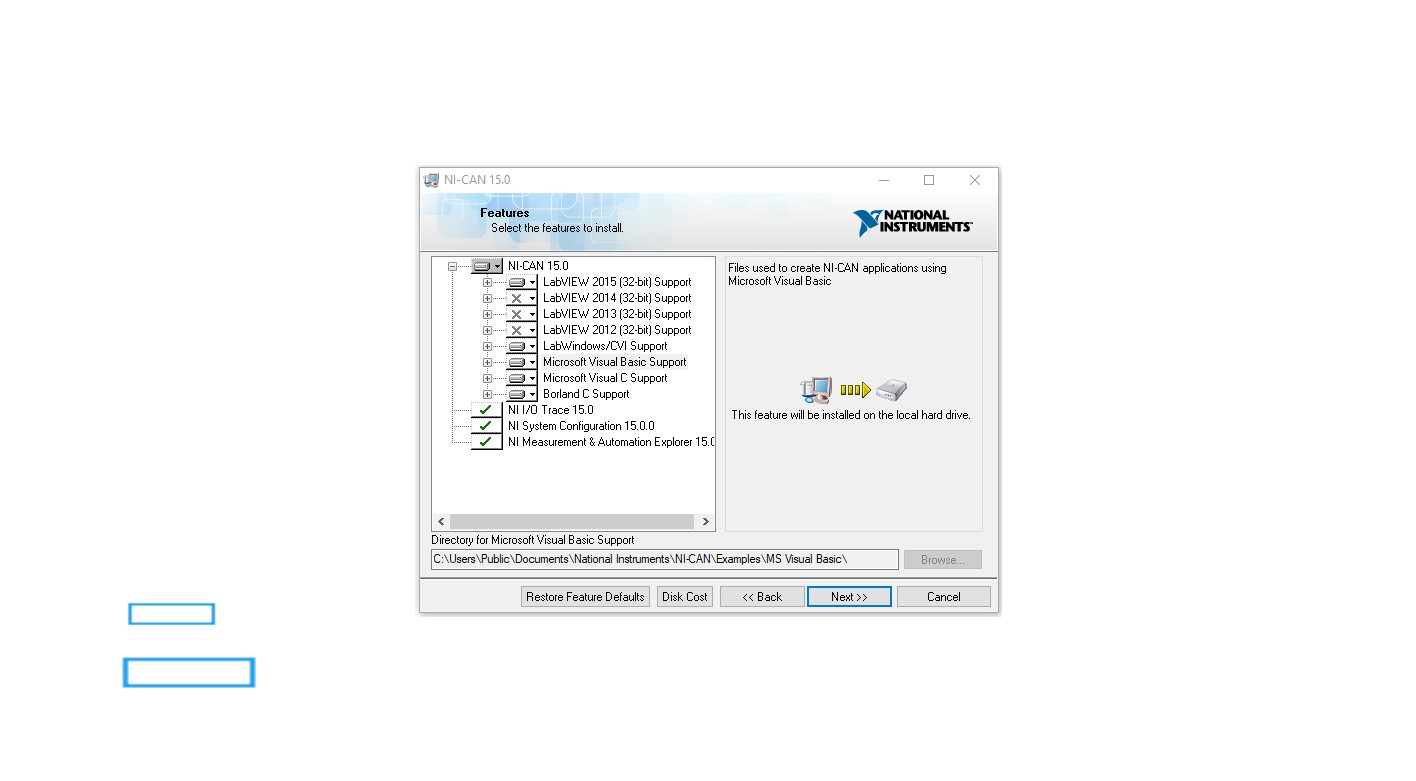 NI-CAN 15.0
Features
Select the features to install.
NATIONAL INSTRUMENTS™
NI-CAN 15.0
LabVIEW 2015 (32-bit) Support
LabVIEW 2014 (32-bit) Support
LabVIEW 2013 (32-bit) Support
LabVIEW 2012 (32-bit) Support
LabWindows/CVI Support
Microsoft Visual Basic Support
Microsoft Visual C Support
Borland C Support
NI I/O Trace 15.0
NI System Configuration 15.0.0
NI Measurement & Automation Explorer 15.0
Files used to create NI-CAN applications using
Microsoft Visual Basic
This feature will be installed on the local hard drive.
Directory for Microsoft Visual Basic Support
C:\Users\Public\Documents\National Instruments\NI-CAN\Examples\MS Visual Basic\
Browse...
Restore Feature Defaults
Disk Cost
<< Back
Next >>
Cancel